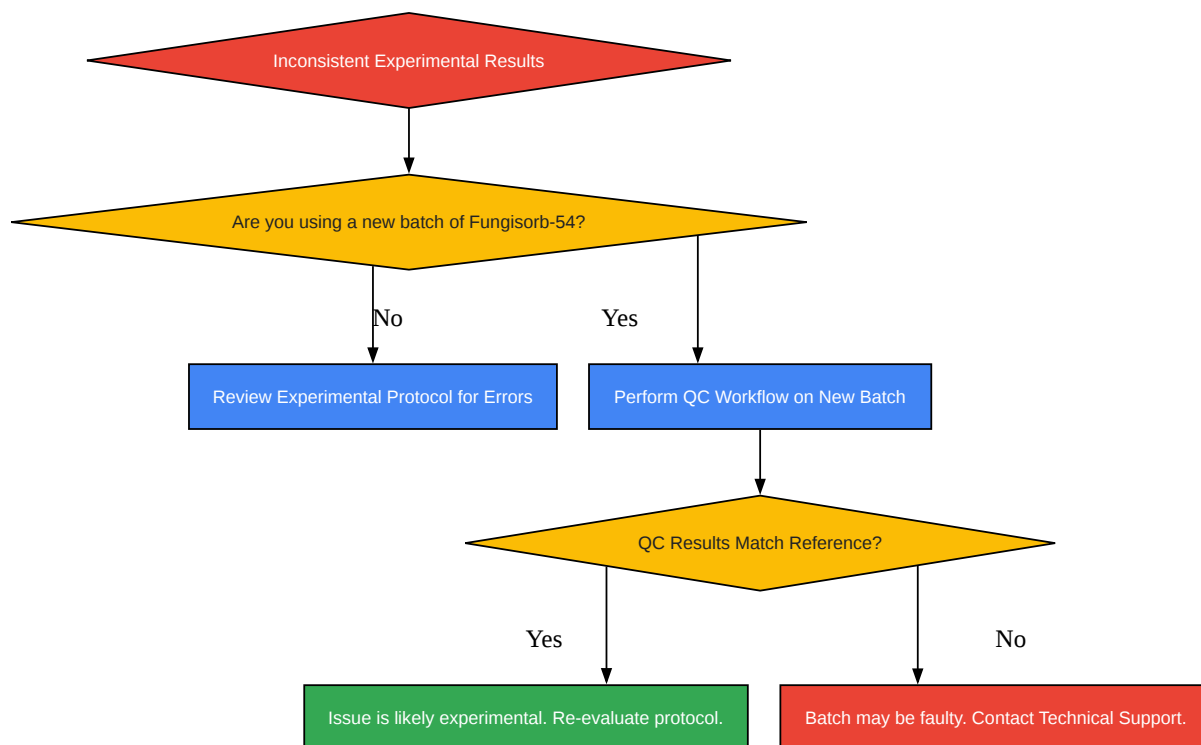 Inconsistent Experimental Results
Are you using a new batch of Fungisorb-54?
No
Yes
Review Experimental Protocol for Errors
Perform QC Workflow on New Batch
QC Results Match Reference?
Yes
No
Issue is likely experimental. Re-evaluate protocol.
Batch may be faulty. Contact Technical Support.